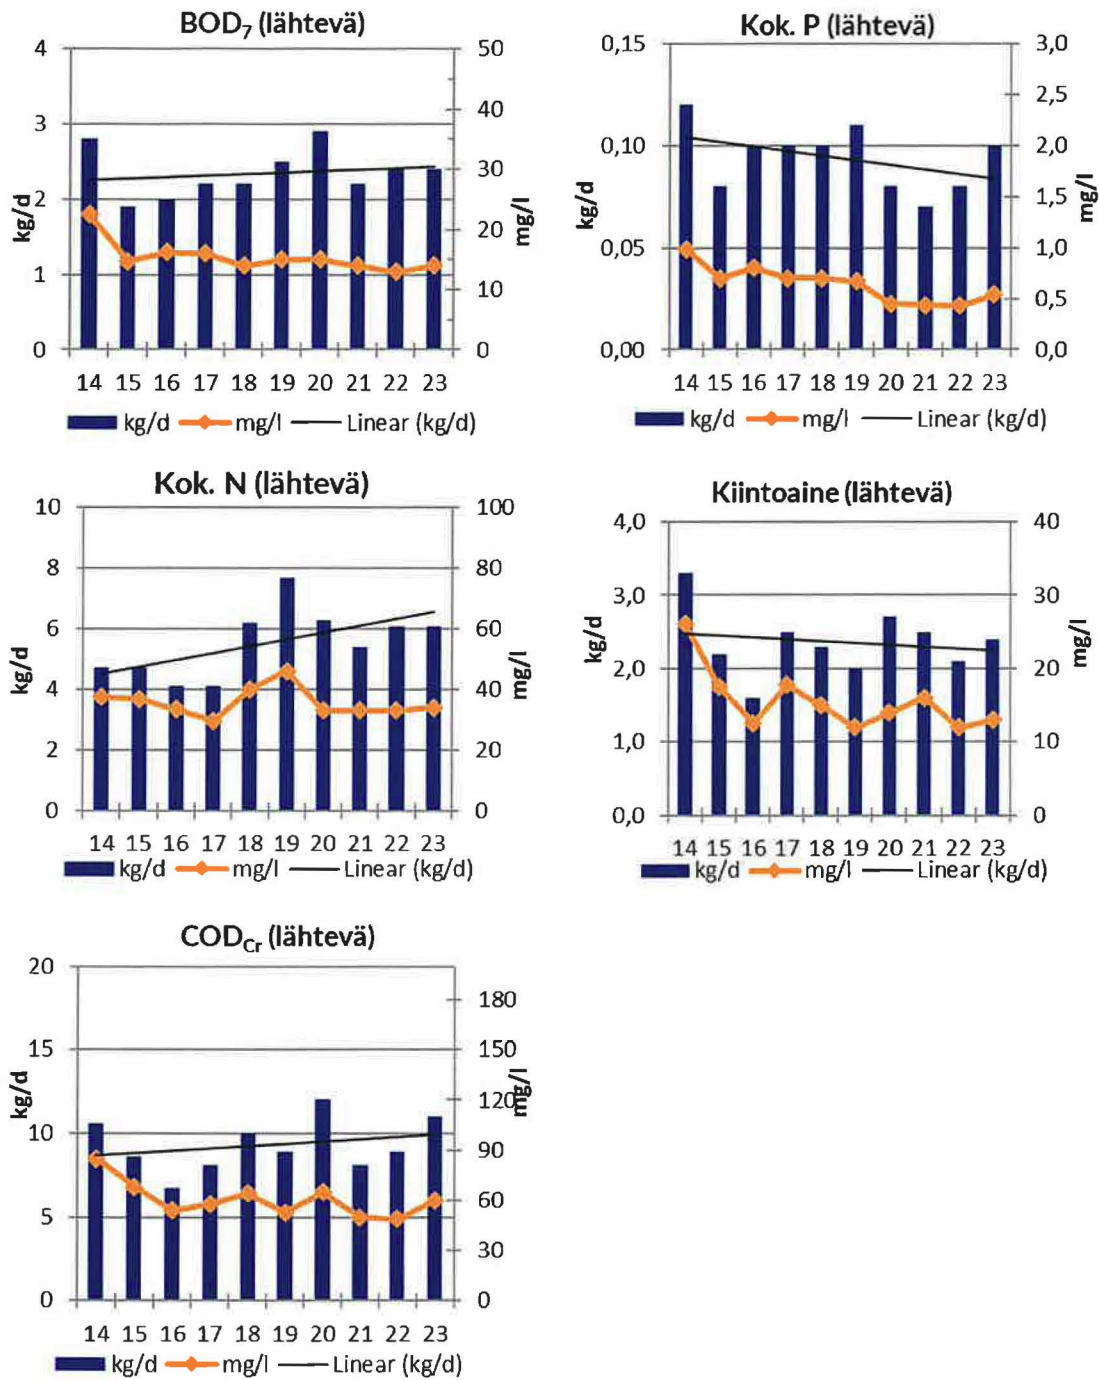 BOD₇ (lähtevä)
4
3
2
1
0
kg/d
50
40
30
20
10
0
mg/l
14 15 16 17 18 19 20 21 22 23
kg/d mg/l Linear (kg/d)
Kok. P (lähtevä)
0,15
0,10
0,05
0,00
kg/d
3,0
2,5
2,0
1,5
1,0
0,5
0,0
mg/l
14 15 16 17 18 19 20 21 22 23
kg/d mg/l Linear (kg/d)
Kok. N (lähtevä)
10
8
6
4
2
0
kg/d
100
80
60
40
20
0
mg/l
14 15 16 17 18 19 20 21 22 23
kg/d mg/l Linear (kg/d)
Kiintoaine (lähtevä)
4,0
3,0
2,0
1,0
0,0
kg/d
40
30
20
10
0
mg/l
14 15 16 17 18 19 20 21 22 23
kg/d mg/l Linear (kg/d)
COD_Cr (lähtevä)
20
15
10
5
0
kg/d
180
150
120
90
60
30
0
mg/l
14 15 16 17 18 19 20 21 22 23
kg/d mg/l Linear (kg/d)